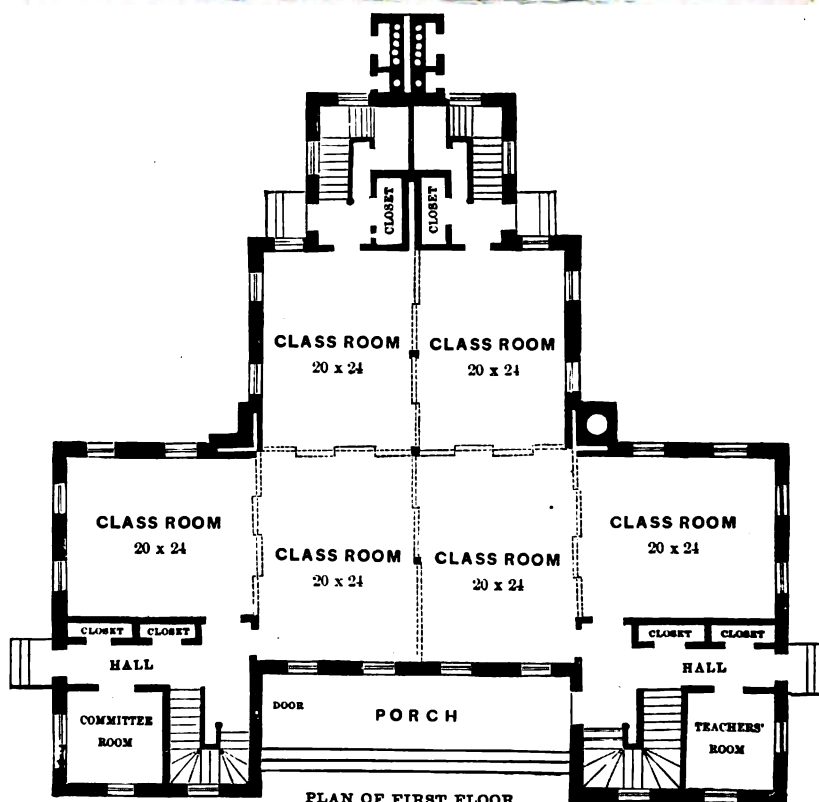 CLOSET
CLOSET
CLASS ROOM
20 x 24
CLASS ROOM
20 x 24
CLASS ROOM
20 x 24
CLASS ROOM
20 x 24
CLASS ROOM
20 x 24
CLASS ROOM
20 x 24
CLOSET
CLOSET
CLOSET
CLOSET
HALL
HALL
COMMITTEE
ROOM
DOOR
PORCH
TEACHERS'
ROOM
PLAN OF FIRST FLOOR